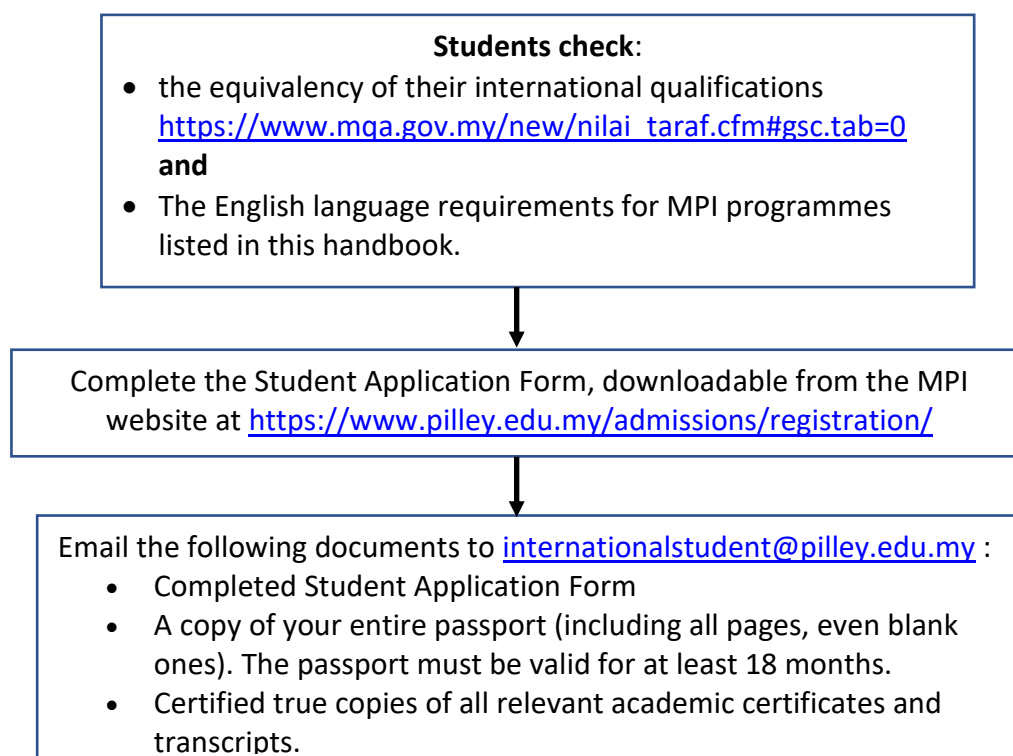 Students check:
• the equivalency of their international qualifications
https://www.mqa.gov.my/new/nilai_taraf.cfm#gsc.tab=0
and
• The English language requirements for MPI programmes
listed in this handbook.
Complete the Student Application Form, downloadable from the MPI
website at https://www.pilley.edu.my/admissions/registration/
Email the following documents to internationalstudent@pilley.edu.my :
• Completed Student Application Form
• A copy of your entire passport (including all pages, even blank
ones). The passport must be valid for at least 18 months.
• Certified true copies of all relevant academic certificates and
transcripts.